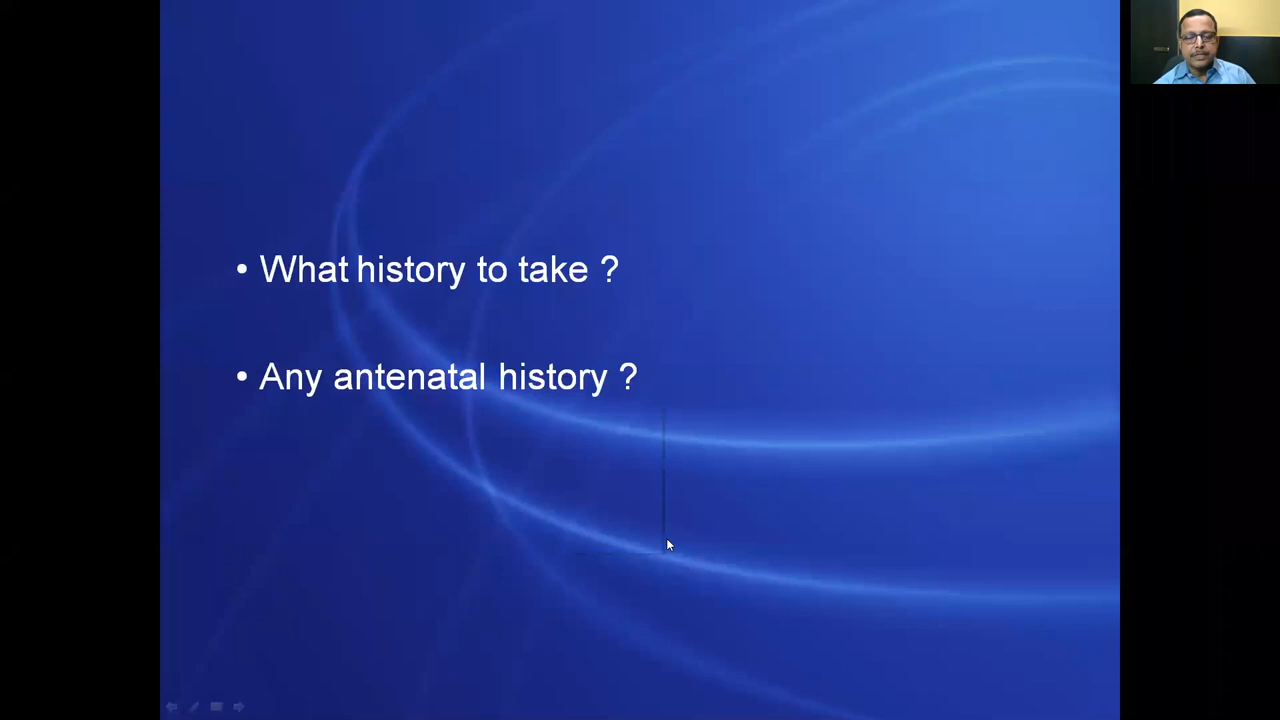 • What history to take ?
• Any antenatal history ?